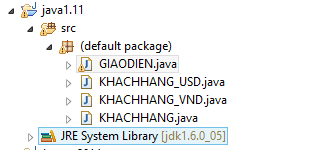 java1.11
src
(default package)
GIAODIEN.java
KHACHHANG_USD.java
KHACHHANG_VND.java
KHACHHANG.java
JRE System Library [jdk1.6.0_05]